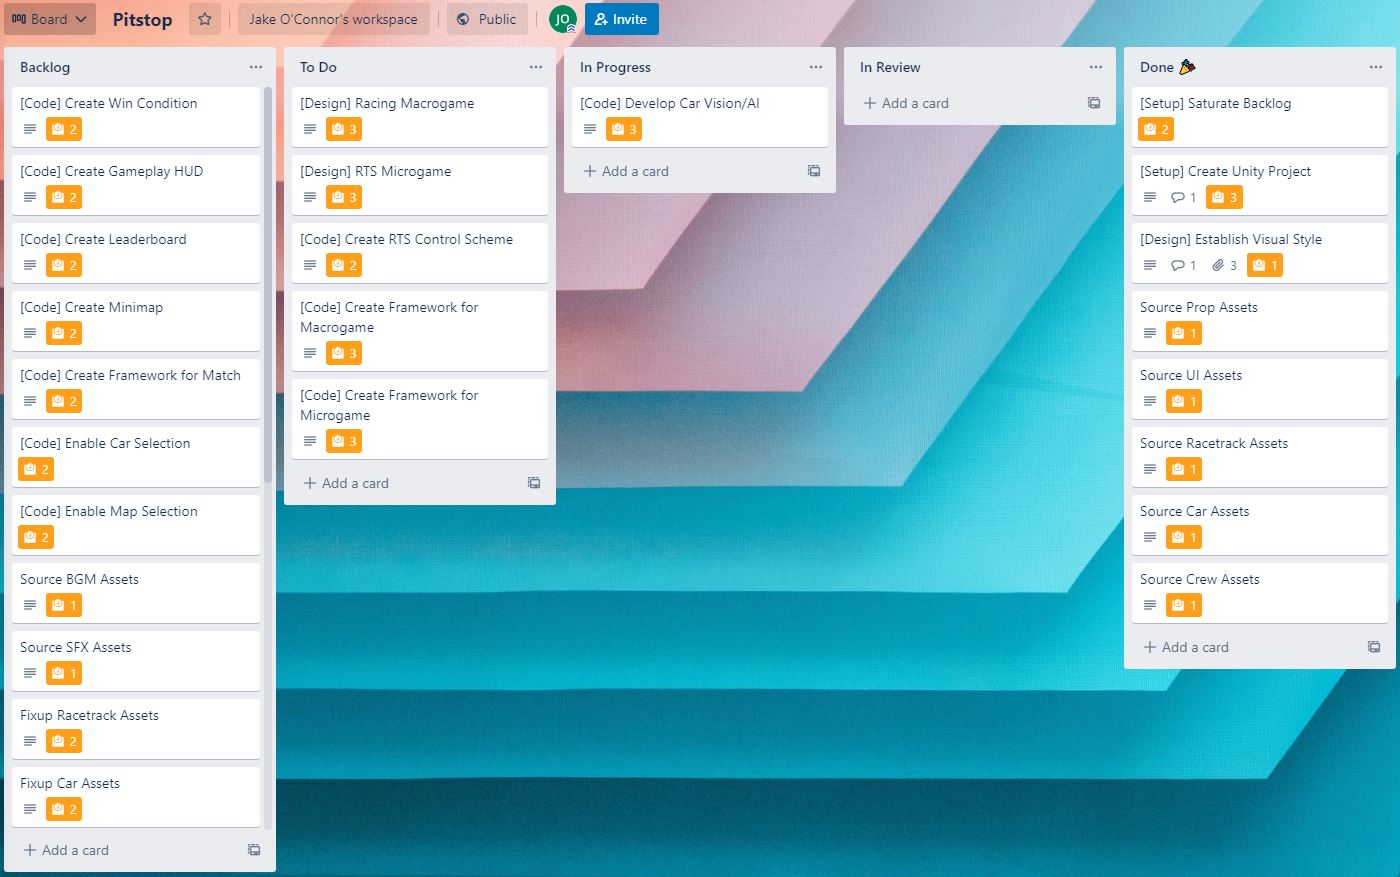 Board
Pitstop
Jake O'Connor's workspace
Public
JO
Invite
Backlog
[Code] Create Win Condition
2
[Code] Create Gameplay HUD
2
[Code] Create Leaderboard
2
[Code] Create Minimap
2
[Code] Create Framework for Match
2
[Code] Enable Car Selection
2
[Code] Enable Map Selection
2
Source BGM Assets
1
Source SFX Assets
1
Fixup Racetrack Assets
2
Fixup Car Assets
2
Add a card
To Do
[Design] Racing Macrogame
3
[Design] RTS Microgame
3
[Code] Create RTS Control Scheme
2
[Code] Create Framework for
Macrogame
3
[Code] Create Framework for
Microgame
3
Add a card
In Progress
[Code] Develop Car Vision/AI
3
Add a card
In Review
Add a card
Done
[Setup] Saturate Backlog
2
[Setup] Create Unity Project
1 3
[Design] Establish Visual Style
1 3 1
Source Prop Assets
1
Source UI Assets
1
Source Racetrack Assets
1
Source Car Assets
1
Source Crew Assets
1
Add a card